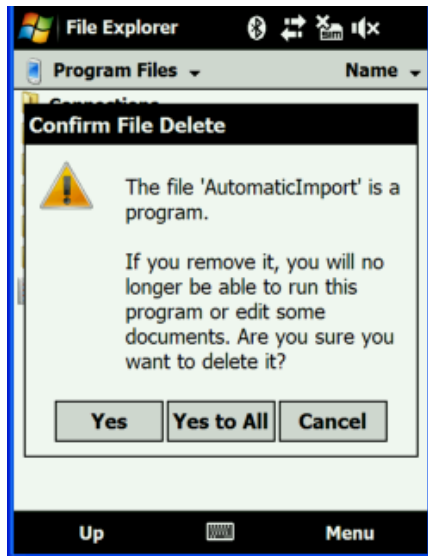 File Explorer
sim
Program Files
Name
Connections
Confirm File Delete
The file 'AutomaticImport' is a
program.
If you remove it, you will no
longer be able to run this
program or edit some
documents. Are you sure you
want to delete it?
Yes
Yes to All
Cancel
Up
Menu